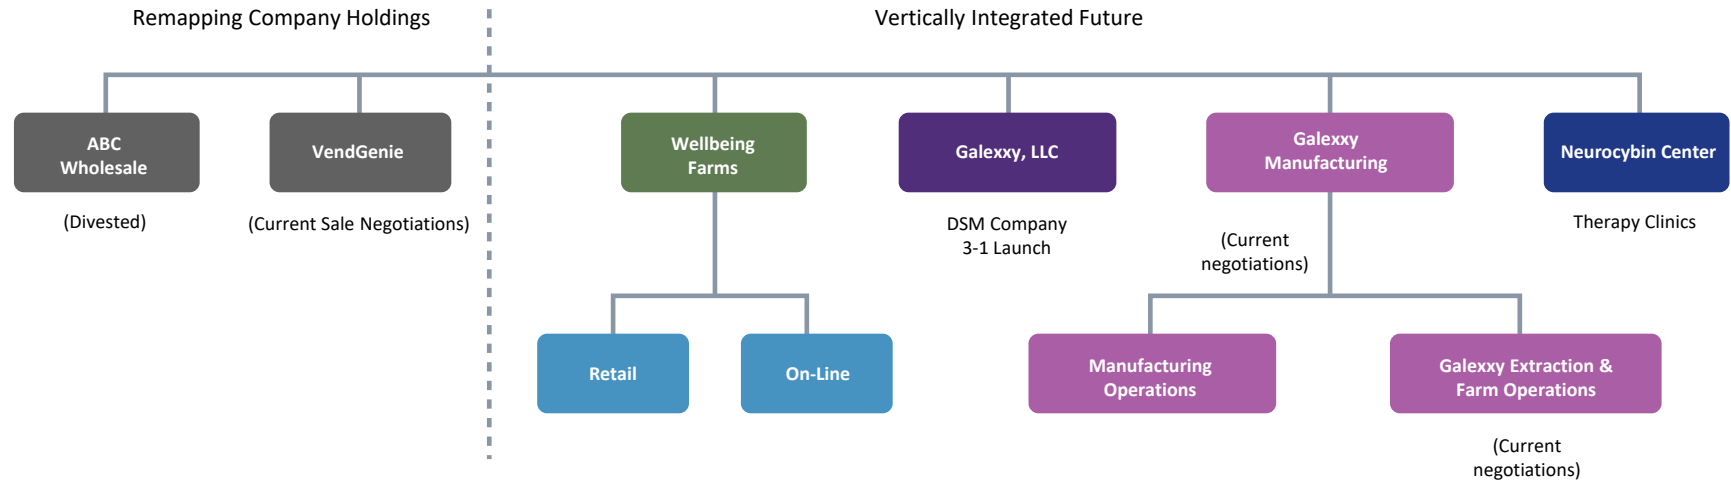 Remapping Company Holdings
Vertically Integrated Future
ABC
Wholesale
VendGenie
Wellbeing
Farms
Galexxy, LLC
Galexxy
Manufacturing
Neurocybin Center
(Divested)
(Current Sale Negotiations)
DSM Company
3-1 Launch
(Current
negotiations)
Therapy Clinics
Retail
On-Line
Manufacturing
Operations
Galexxy Extraction &
Farm Operations
(Current
negotiations)